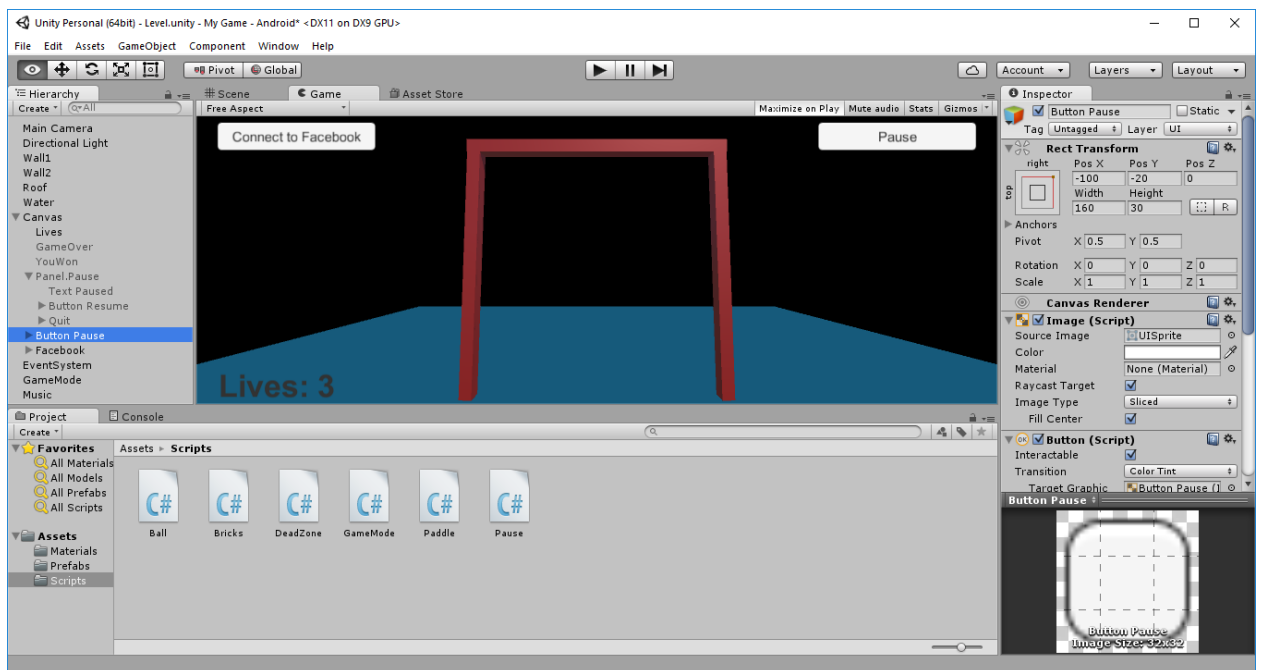 Unity Personal (64bit) - Level.unity - My Game - Android* <DX11 on DX9 GPU>
File Edit Assets GameObject Component Window Help
Pivot Global Account Layers Layout
Hierarchy
Create All
Main Camera
Directional Light
Wall1
Wall2
Roof
Water
Canvas
Lives
GameOver
YouWon
Panel.Pause
Text Paused
Button Resume
Quit
Button Pause
Facebook
EventSystem
GameMode
Music
Scene Game Asset Store
Free Aspect Maximize on Play Mute audio Stats Gizmos
Connect to Facebook
Pause
Lives: 3
Inspector
Button Pause Static
Tag Untagged Layer UI
Rect Transform
right Pos X Pos Y Pos Z
top -100 -20 0
Width Height
160 30 R
Anchors
Pivot X 0.5 Y 0.5
Rotation X 0 Y 0 Z 0
Scale X 1 Y 1 Z 1
Canvas Renderer
Image (Script)
Source Image UISprite
Color
Material None (Material)
Raycast Target
Image Type Sliced
Fill Center
OK Button (Script)
Interactable
Transition Color Tint
Target Graphic Button Pause (I
Button Pause
Button Pause
Image Size: 32x32
Project Console
Create
Favorites
All Materials
All Models
All Prefabs
All Scripts
Assets
Materials
Prefabs
Scripts
Assets Scripts
C# C# C# C# C# C#
Ball Bricks DeadZone GameMode Paddle Pause